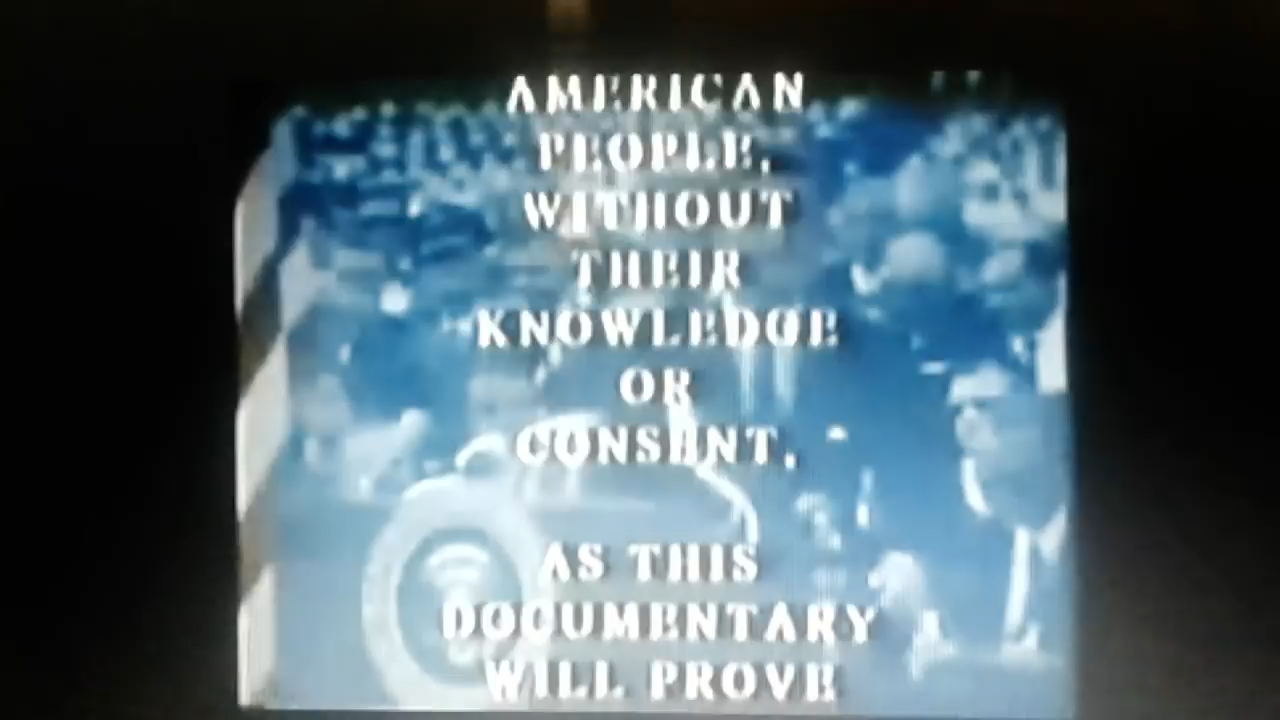 AMERICAN
PEOPLE,
WITHOUT
THEIR
KNOWLEDGE
OR
CONSENT.
AS THIS
DOCUMENTARY
WILL PROVE